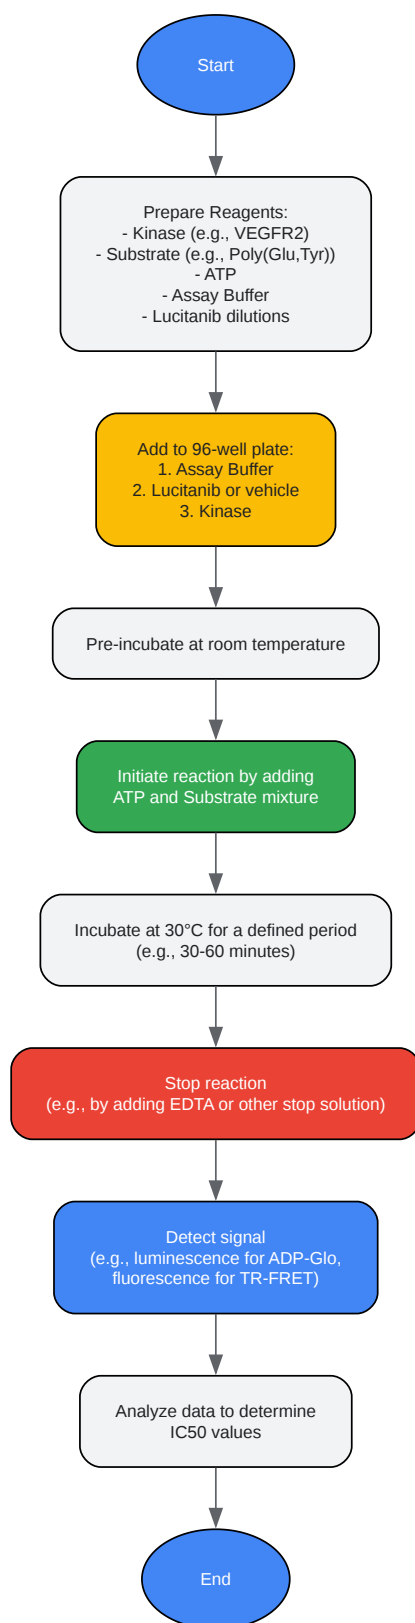 Start
Prepare Reagents:
- Kinase (e.g., VEGFR2)
- Substrate (e.g., Poly(Glu,Tyr))
- ATP
- Assay Buffer
- Lucitanib dilutions
Add to 96-well plate:
1. Assay Buffer
2. Lucitanib or vehicle
3. Kinase
Pre-incubate at room temperature
Initiate reaction by adding
ATP and Substrate mixture
Incubate at 30°C for a defined period
(e.g., 30-60 minutes)
Stop reaction
(e.g., by adding EDTA or other stop solution)
Detect signal
(e.g., luminescence for ADP-Glo,
fluorescence for TR-FRET)
Analyze data to determine
IC50 values
End